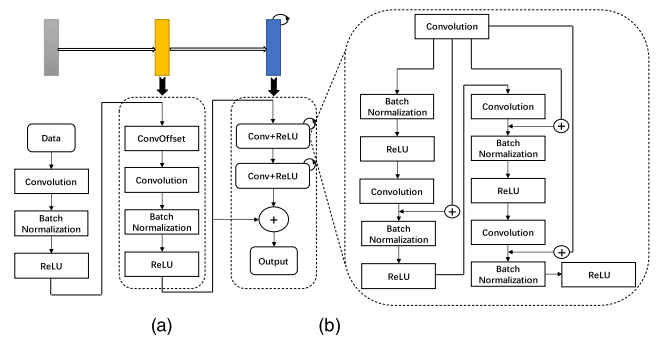 Data
Convolution
Batch
Normalization
ReLU
ConvOffset
Convolution
Batch
Normalization
ReLU
Conv+ReLU
Conv+ReLU
+
Output
Convolution
Batch
Normalization
ReLU
Convolution
+
Batch
Normalization
ReLU
Convolution
+
Batch
Normalization
ReLU
Convolution
+
Batch
Normalization
ReLU
(a)
(b)